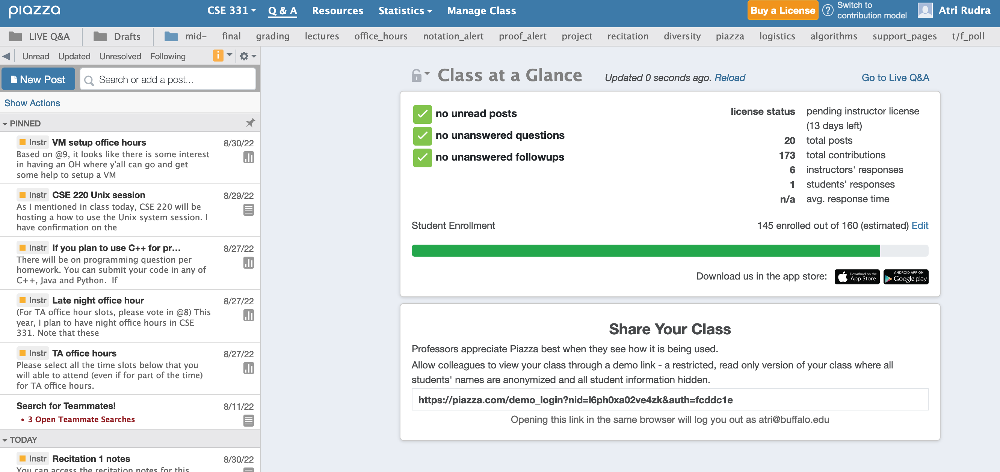 piazza
CSE 331
Q & A
Resources
Statistics
Manage Class
Buy a License
?
Switch to
contribution model
Atri Rudra
LIVE Q&A
Drafts
mid-
final
grading
lectures
office_hours
notation_alert
proof_alert
project
recitation
diversity
piazza
logistics
algorithms
support_pages
t/f_poll
Unread
Updated
Unresolved
Following
i
New Post
Search or add a post...
Show Actions
PINNED
Instr VM setup office hours 8/30/22
Based on @9, it looks like there is some interest
in having an OH where y'all can go and get
some help to setup a VM
Instr CSE 220 Unix session 8/29/22
As I mentioned in class today, CSE 220 will be
hosting a how to use the Unix system session. I
have confirmation on the
Instr If you plan to use C++ for pr... 8/27/22
There will be on programming question per
homework. You can submit your code in any of
C++, Java and Python.  If
Instr Late night office hour 8/27/22
(For TA office hour slots, please vote in @8) This
year, I plan to have night office hours in CSE
331. Note that these
Instr TA office hours 8/27/22
Please select all the time slots below that you
will able to attend (even if for part of the time)
for TA office hours.
Search for Teammates! 8/11/22
• 3 Open Teammate Searches
TODAY
Instr Recitation 1 notes 8/30/22
You can access the recitation notes for this
Class at a Glance
Updated 0 seconds ago. Reload
Go to Live Q&A
no unread posts
no unanswered questions
no unanswered followups
license status pending instructor license
(13 days left)
20 total posts
173 total contributions
6 instructors' responses
1 students' responses
n/a avg. response time
Student Enrollment
145 enrolled out of 160 (estimated) Edit
Download us in the app store:
Download on the
App Store
ANDROID APP ON
Google play
Share Your Class
Professors appreciate Piazza best when they see how it is being used.
Allow colleagues to view your class through a demo link - a restricted, read only version of your class where all
students' names are anonymized and all student information hidden.
https://piazza.com/demo_login?nid=l6ph0xa02ve4zk&auth=fcddc1e
Opening this link in the same browser will log you out as atri@buffalo.edu